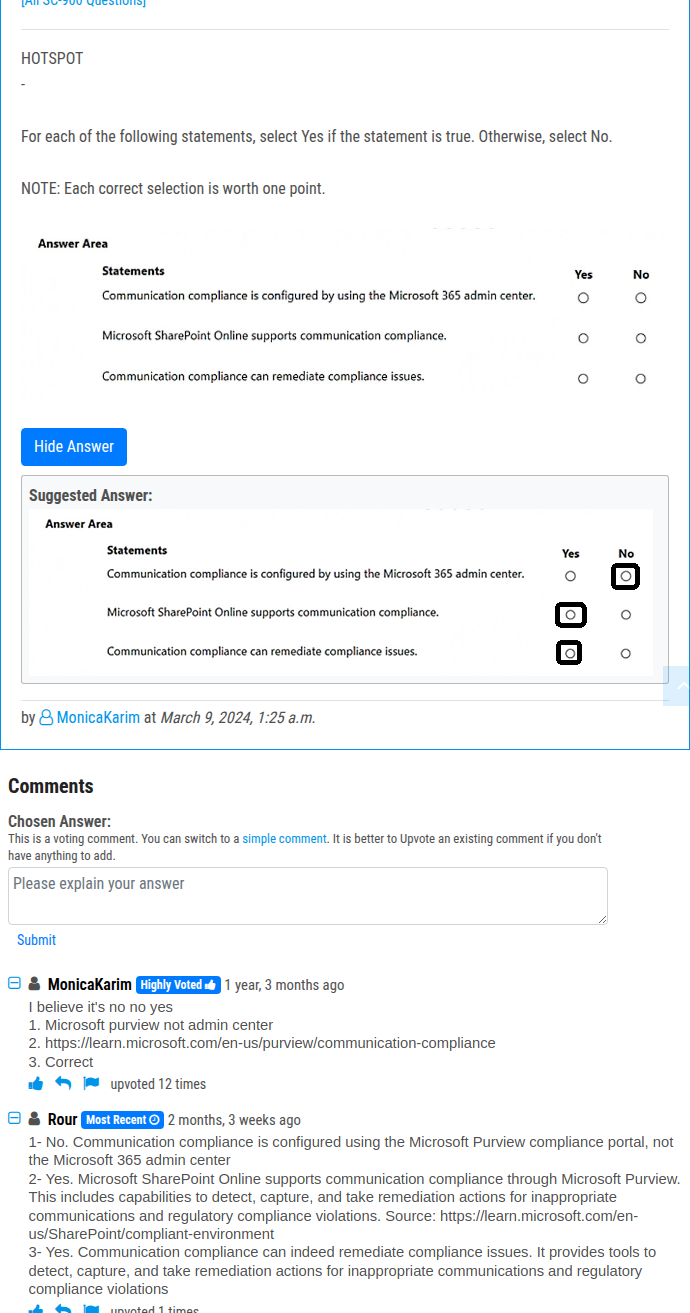 [All SC-900 Questions]
HOTSPOT
-
For each of the following statements, select Yes if the statement is true. Otherwise, select No.
NOTE: Each correct selection is worth one point.
Answer Area
Statements Yes No
Communication compliance is configured by using the Microsoft 365 admin center.
Microsoft SharePoint Online supports communication compliance.
Communication compliance can remediate compliance issues.
Hide Answer
Suggested Answer:
Answer Area
Statements Yes No
Communication compliance is configured by using the Microsoft 365 admin center.
Microsoft SharePoint Online supports communication compliance.
Communication compliance can remediate compliance issues.
by MonicaKarim at March 9, 2024, 1:25 a.m.
Comments
Chosen Answer:
This is a voting comment. You can switch to a simple comment. It is better to Upvote an existing comment if you don't
have anything to add.
Please explain your answer
Submit
MonicaKarim Highly Voted 1 year, 3 months ago
I believe it's no no yes
1. Microsoft purview not admin center
2. https://learn.microsoft.com/en-us/purview/communication-compliance
3. Correct
upvoted 12 times
Rour Most Recent 2 months, 3 weeks ago
1- No. Communication compliance is configured using the Microsoft Purview compliance portal, not
the Microsoft 365 admin center
2- Yes. Microsoft SharePoint Online supports communication compliance through Microsoft Purview.
This includes capabilities to detect, capture, and take remediation actions for inappropriate
communications and regulatory compliance violations. Source: https://learn.microsoft.com/en-
us/SharePoint/compliant-environment
3- Yes. Communication compliance can indeed remediate compliance issues. It provides tools to
detect, capture, and take remediation actions for inappropriate communications and regulatory
compliance violations
upvoted 1 times